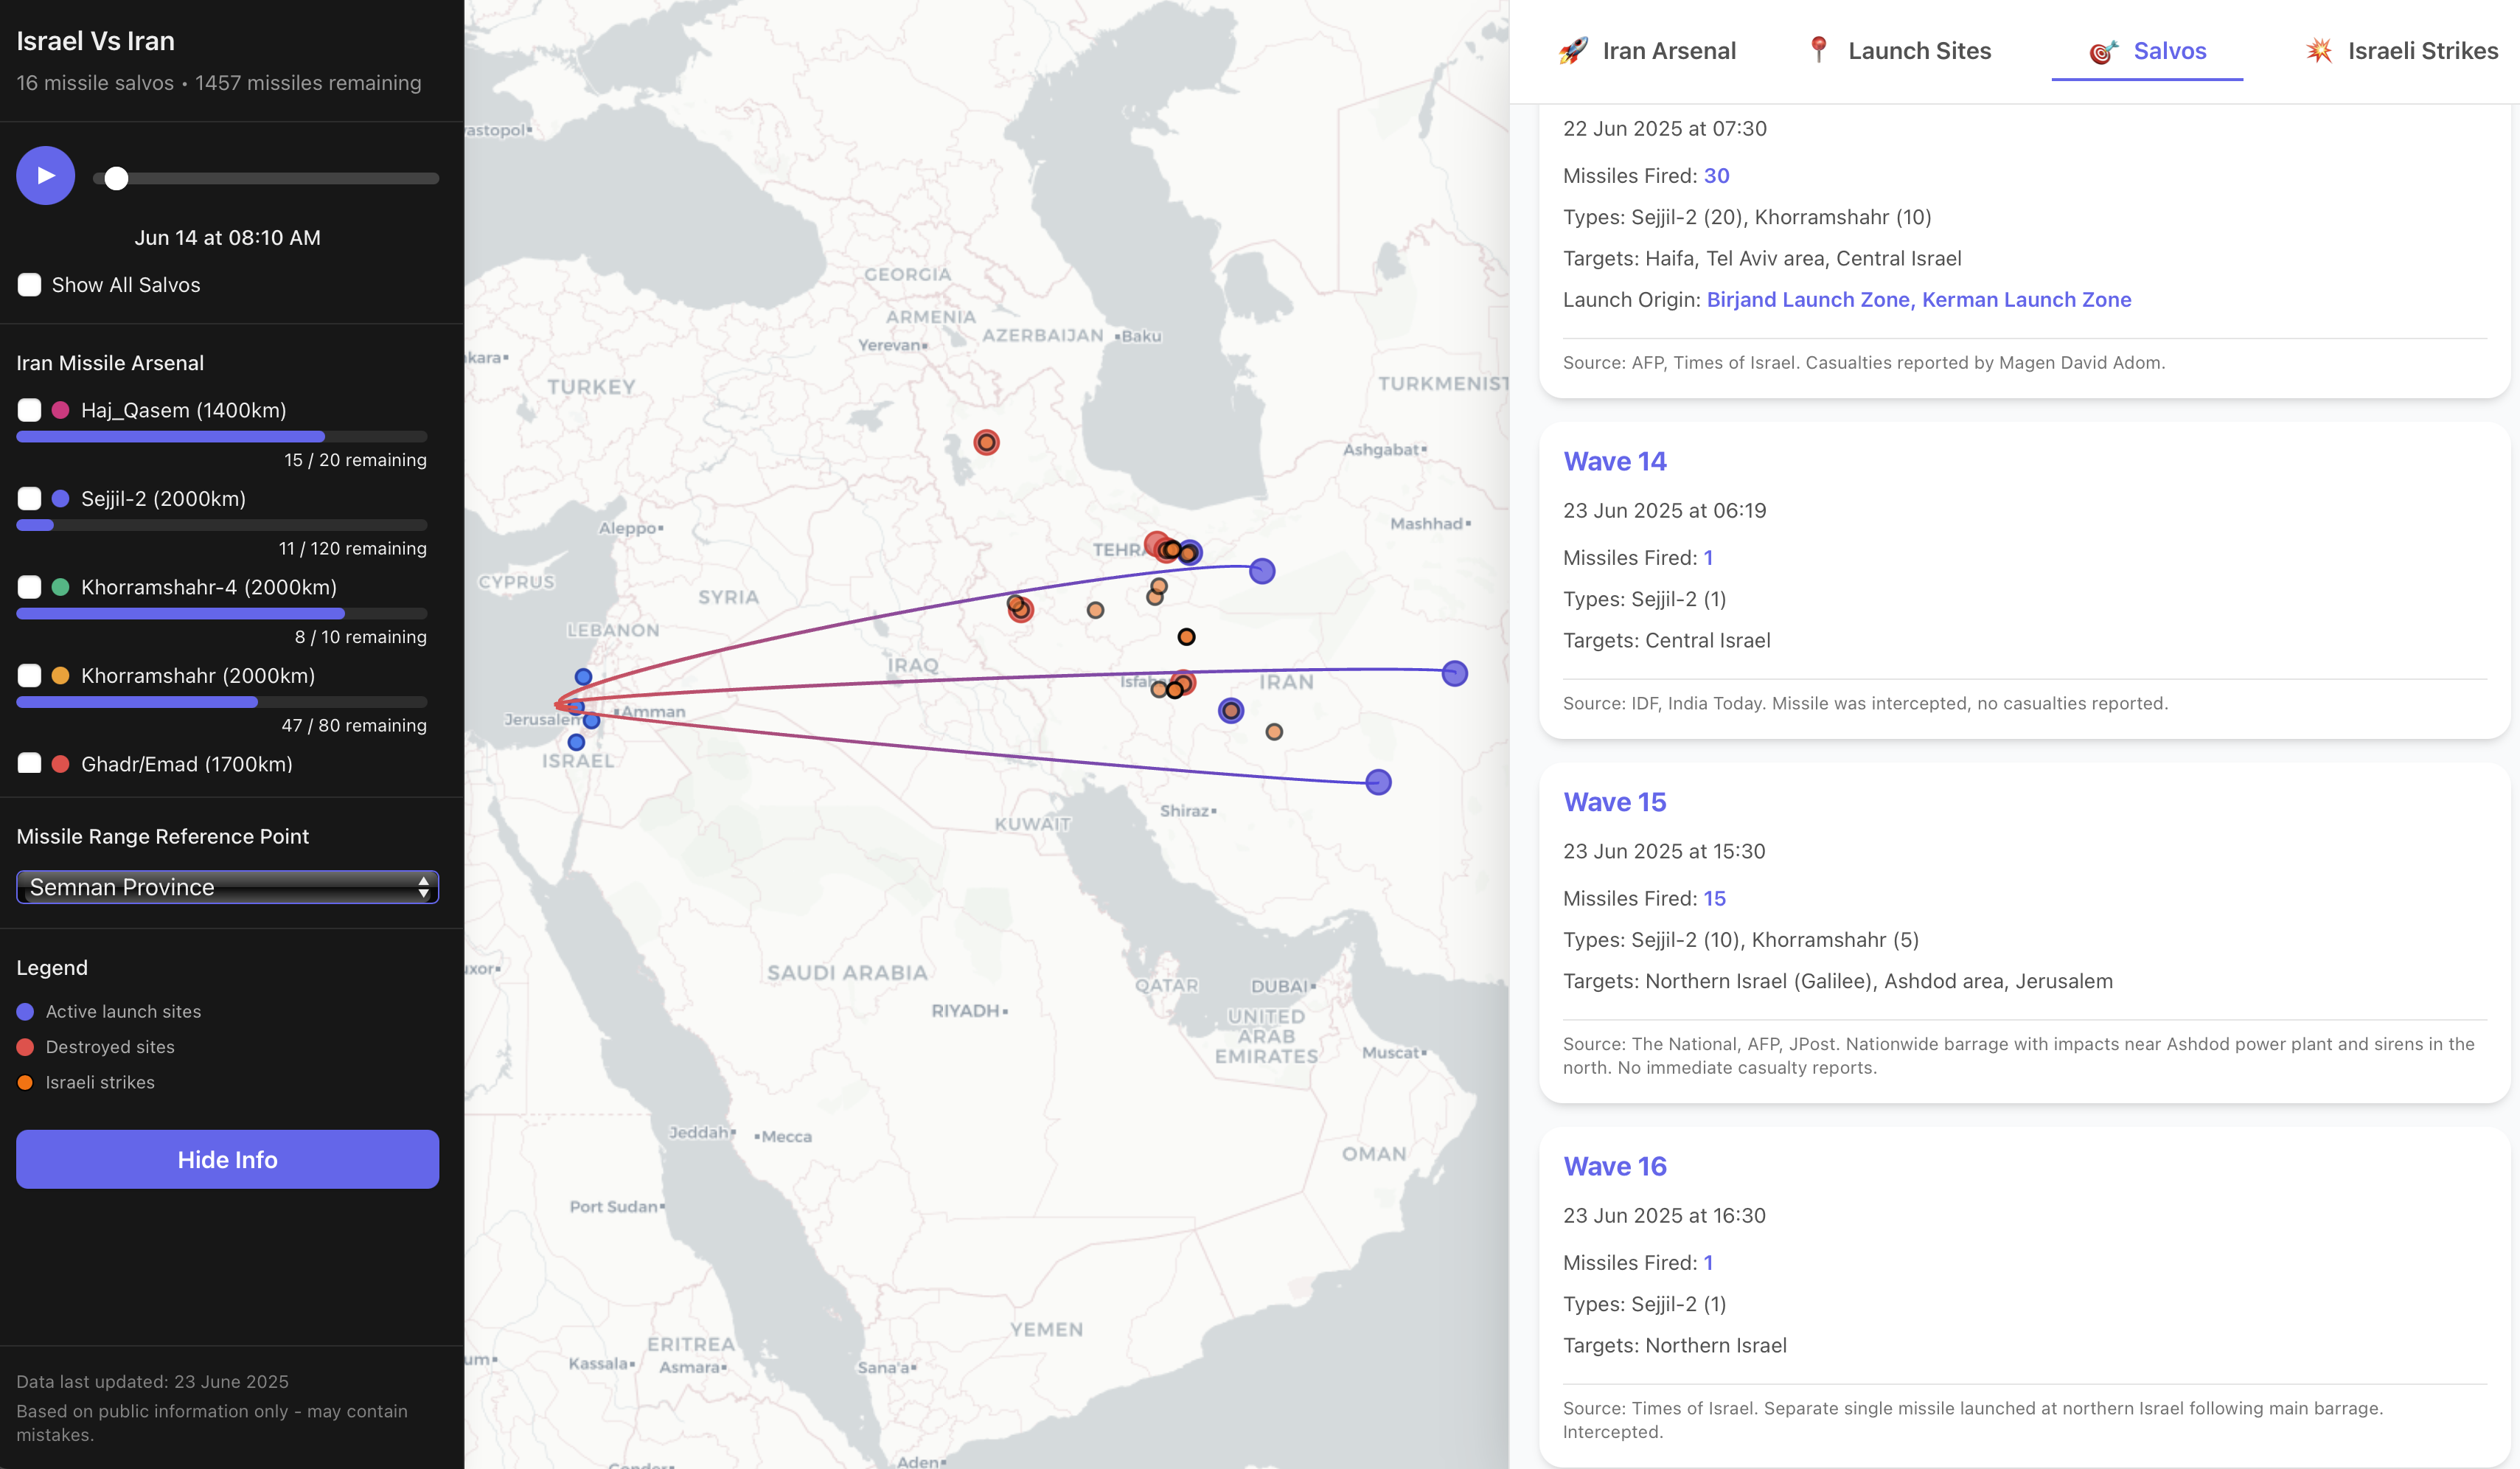 Israel Vs Iran
16 missile salvos • 1457 missiles remaining
Jun 14 at 08:10 AM
Show All Salvos
Iran Missile Arsenal
Haj_Qasem (1400km)
15 / 20 remaining
Sejjil-2 (2000km)
11 / 120 remaining
Khorramshahr-4 (2000km)
8 / 10 remaining
Khorramshahr (2000km)
47 / 80 remaining
Ghadr/Emad (1700km)
Missile Range Reference Point
Semnan Province
Legend
Active launch sites
Destroyed sites
Israeli strikes
Hide Info
Data last updated: 23 June 2025
Based on public information only - may contain
mistakes.
astopol
GEORGIA
ARMENIA
AZERBAIJAN
Baku
Yerevan
kara
TURKEY
TURKMENIST
Ashgabat
Aleppo
Mashhad
TEHRA
CYPRUS
SYRIA
LEBANON
IRAQ
Isfaha
IRAN
Jerusalem
Amman
ISRAEL
Shiraz
KUWAIT
uxor
SAUDI ARABIA
QATAR
DUBAI
RIYADH
UNITED
ARAB
EMIRATES
Muscat
Jeddah
Mecca
OMAN
Port Sudan
YEMEN
ERITREA
um
Kassala
Asmara
Sana'a
Aden
🚀 Iran Arsenal
📍 Launch Sites
🎯 Salvos
💥 Israeli Strikes
22 Jun 2025 at 07:30
Missiles Fired: 30
Types: Sejjil-2 (20), Khorramshahr (10)
Targets: Haifa, Tel Aviv area, Central Israel
Launch Origin: Birjand Launch Zone, Kerman Launch Zone
Source: AFP, Times of Israel. Casualties reported by Magen David Adom.
Wave 14
23 Jun 2025 at 06:19
Missiles Fired: 1
Types: Sejjil-2 (1)
Targets: Central Israel
Source: IDF, India Today. Missile was intercepted, no casualties reported.
Wave 15
23 Jun 2025 at 15:30
Missiles Fired: 15
Types: Sejjil-2 (10), Khorramshahr (5)
Targets: Northern Israel (Galilee), Ashdod area, Jerusalem
Source: The National, AFP, JPost. Nationwide barrage with impacts near Ashdod power plant and sirens in the
north. No immediate casualty reports.
Wave 16
23 Jun 2025 at 16:30
Missiles Fired: 1
Types: Sejjil-2 (1)
Targets: Northern Israel
Source: Times of Israel. Separate single missile launched at northern Israel following main barrage.
Intercepted.